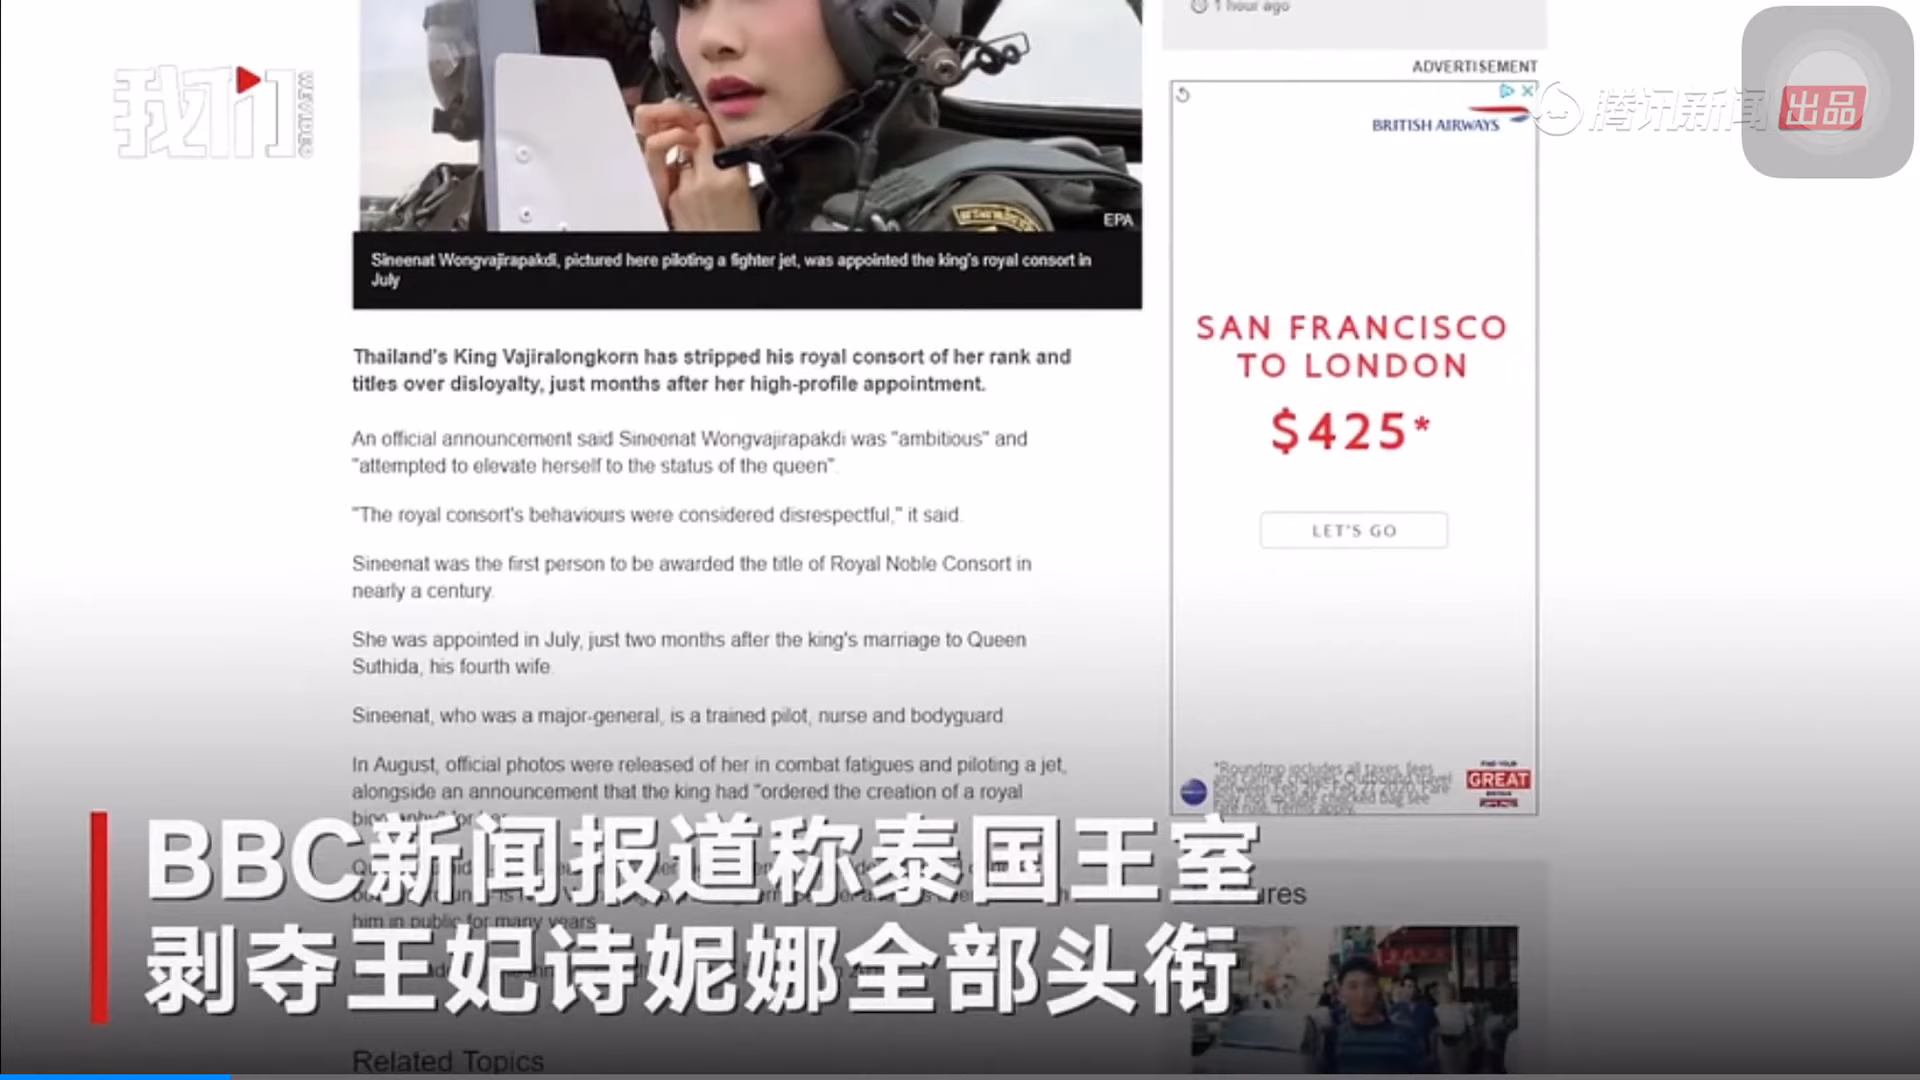 1 hour ago
我们
WEVIDEO
ADVERTISEMENT
腾讯新闻 出品
BRITISH AIRWAYS
EPA
Sineenat Wongvajirapakdi, pictured here piloting a fighter jet, was appointed the king's royal consort in
July
SAN FRANCISCO
TO LONDON
$425*
LET'S GO
Thailand's King Vajiralongkorn has stripped his royal consort of her rank and
titles over disloyalty, just months after her high-profile appointment.
An official announcement said Sineenat Wongvajirapakdi was "ambitious" and
"attempted to elevate herself to the status of the queen".
"The royal consort's behaviours were considered disrespectful," it said.
Sineenat was the first person to be awarded the title of Royal Noble Consort in
nearly a century.
She was appointed in July, just two months after the king's marriage to Queen
Suthida, his fourth wife.
Sineenat, who was a major-general, is a trained pilot, nurse and bodyguard
In August, official photos were released of her in combat fatigues and piloting a jet,
alongside an announcement that the king had "ordered the creation of a royal
*Roundtrip includes all taxes, fees
GREAT
BBC新闻报道称泰国王室
剥夺王妃诗妮娜全部头衔
him in public for many years
Related Topics